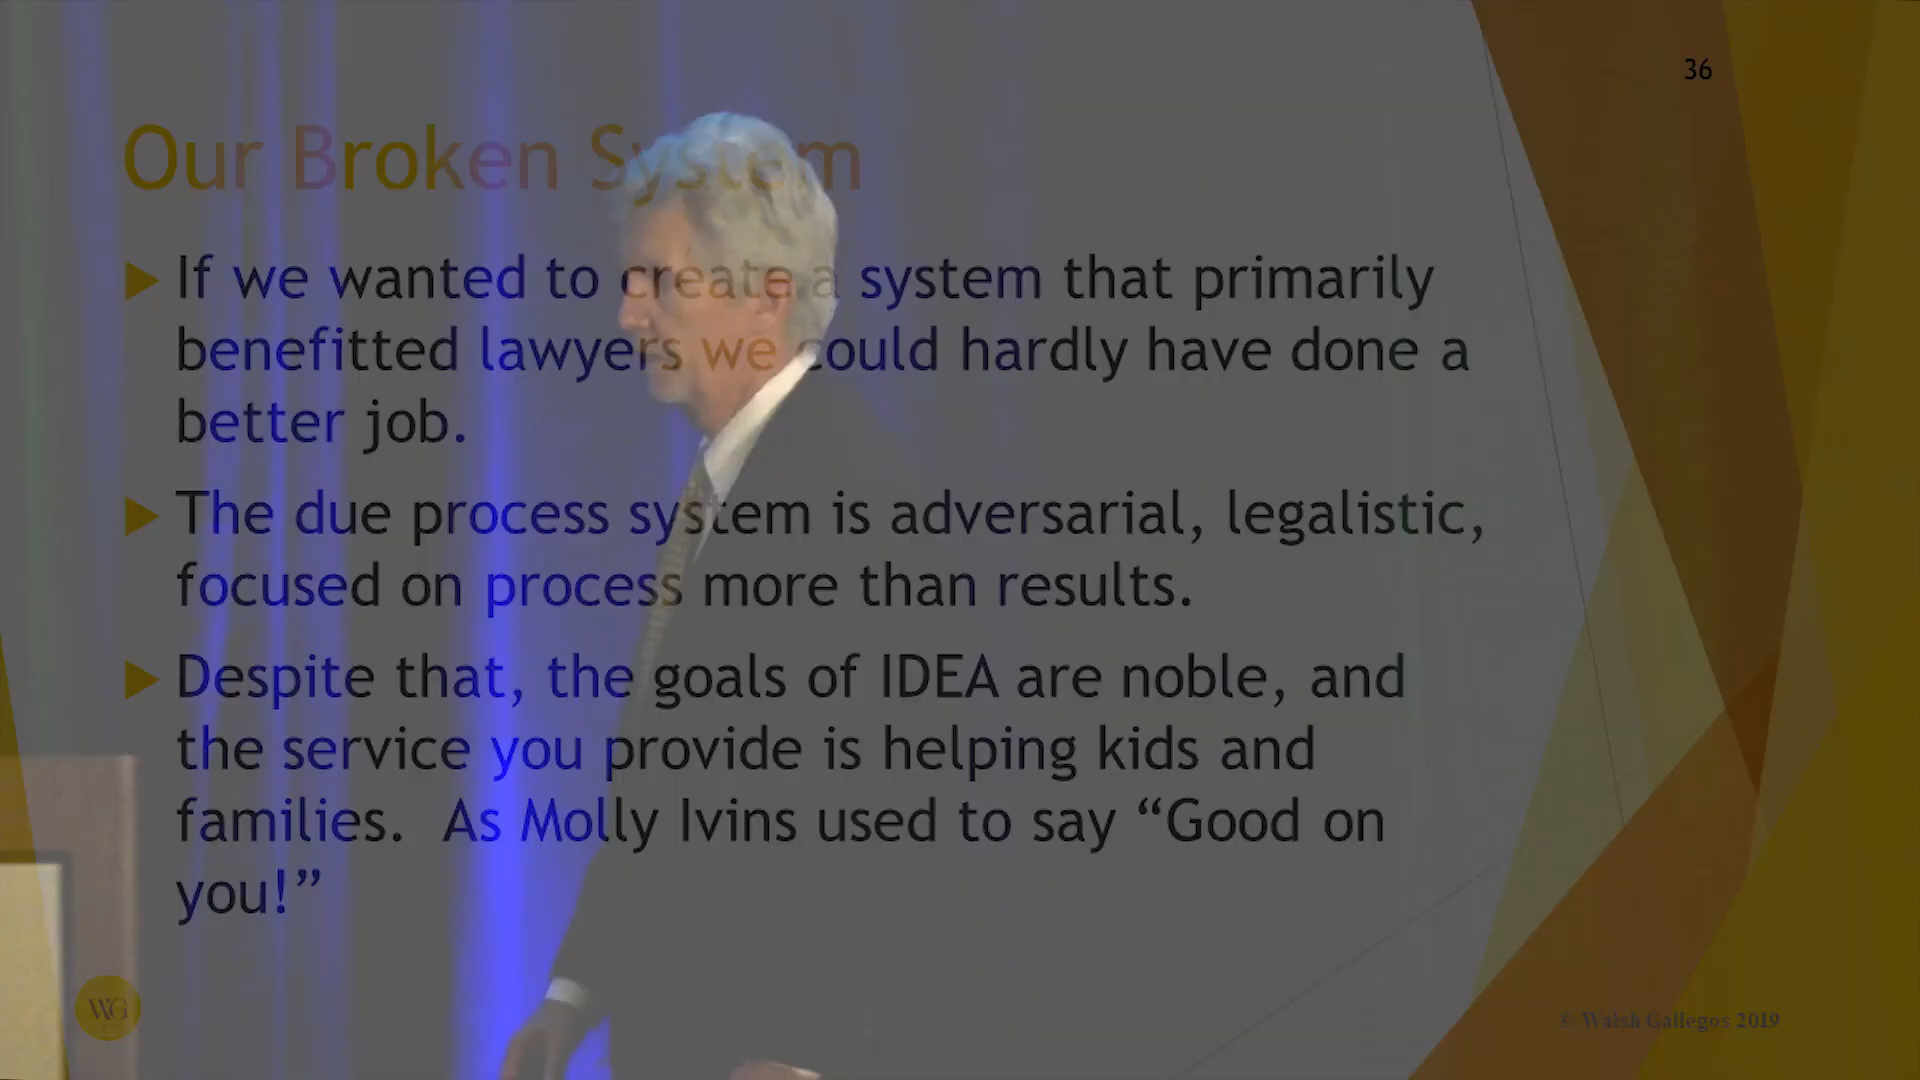 36
Our Broken System
If we wanted to create a system that primarily
benefitted lawyers we could hardly have done a
better job.
The due process system is adversarial, legalistic,
focused on process more than results.
Despite that, the goals of IDEA are noble, and
the service you provide is helping kids and
families.  As Molly Ivins used to say “Good on
you!”
WG
© Walsh Gallegos 2019